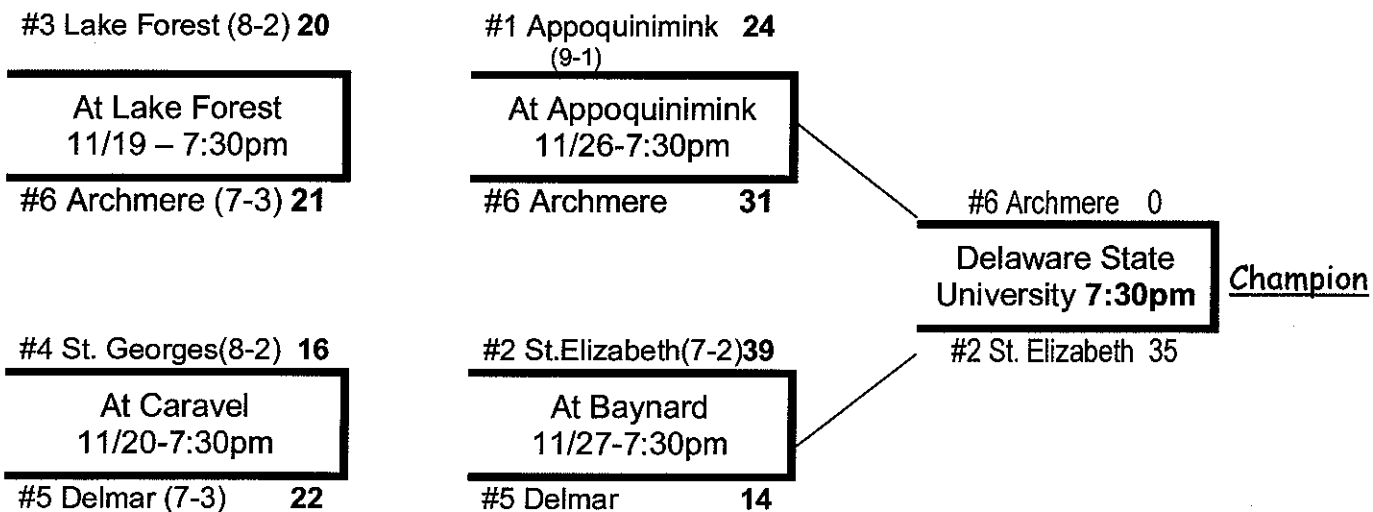 #3 Lake Forest (8-2) 20
At Lake Forest
11/19 – 7:30pm
#6 Archmere (7-3) 21
#4 St. Georges(8-2) 16
At Caravel
11/20-7:30pm
#5 Delmar (7-3) 22
#1 Appoquinimink 24
(9-1)
At Appoquinimink
11/26-7:30pm
#6 Archmere 31
#2 St.Elizabeth(7-2)39
At Baynard
11/27-7:30pm
#5 Delmar 14
#6 Archmere 0
Delaware State
University 7:30pm
#2 St. Elizabeth 35
Champion